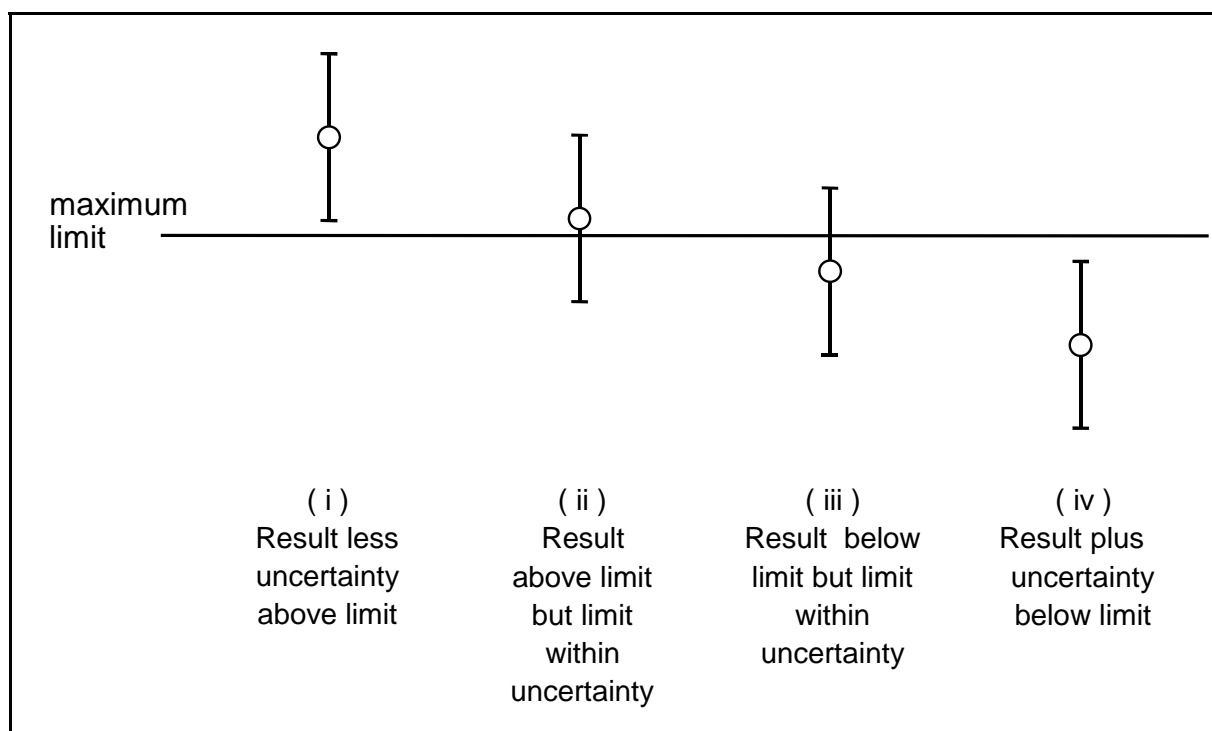 maximum
limit
( i )
Result less
uncertainty
above limit
( ii )
Result
above limit
but limit
within
uncertainty
( iii )
Result below
limit but limit
within
uncertainty
( iv )
Result plus
uncertainty
below limit